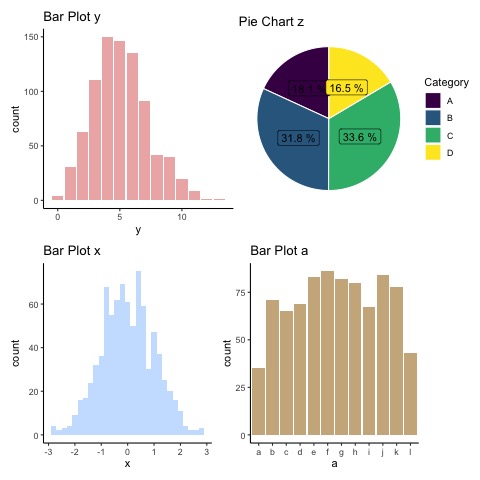 Bar Plot y
150
100
50
0
count
0 5 10
y
Pie Chart z
18.1 %
16.5 %
31.8 %
33.6 %
Category
A
B
C
D
Bar Plot x
60
40
20
0
count
-3 -2 -1 0 1 2 3
x
Bar Plot a
75
50
25
0
count
a b c d e f g h i j k l
a